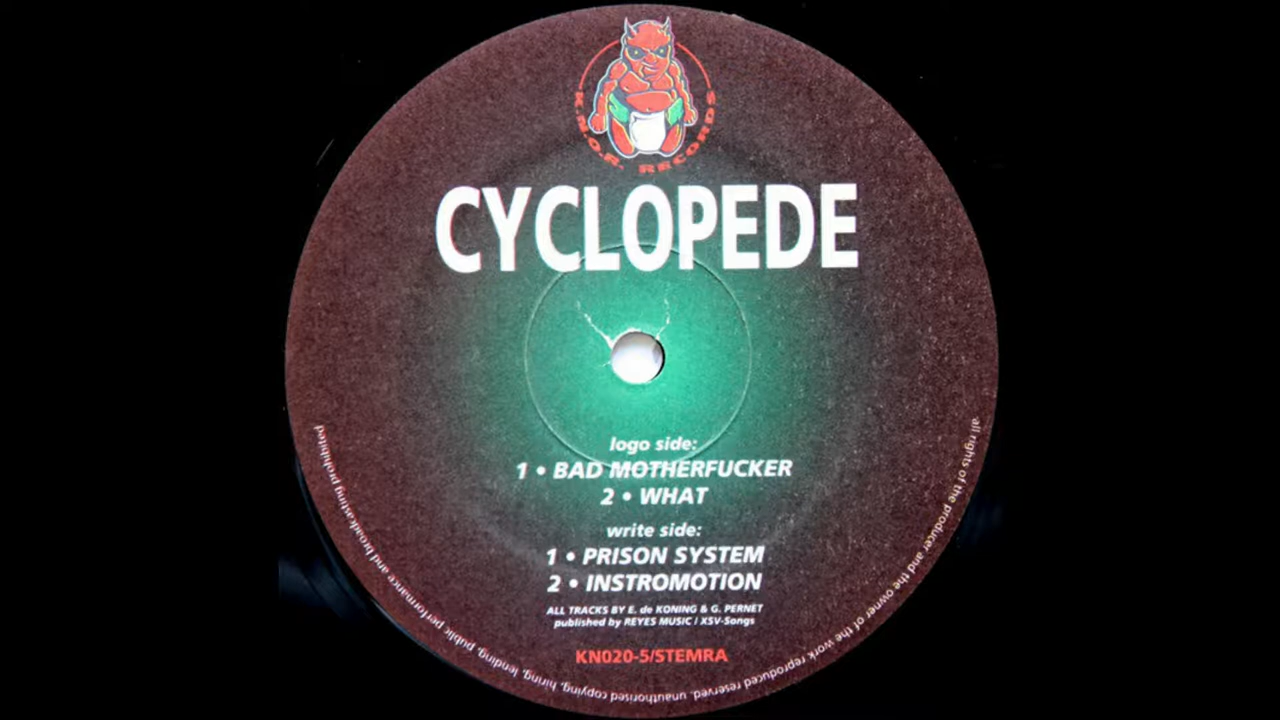 K.N.O.R. RECORDS
CYCLOPEDE
logo side:
1 • BAD MOTHERFUCKER
2 • WHAT
write side:
1 • PRISON SYSTEM
2 • INSTROMOTION
ALL TRACKS BY E. de KONING & G. PERNET
published by REYES MUSIC / XSV-Songs
KN020-5/STEMRA
all rights of the producer and the owner of the work reproduced reserved. unauthorised copying, hiring, lending, public performance and broadcasting prohibited